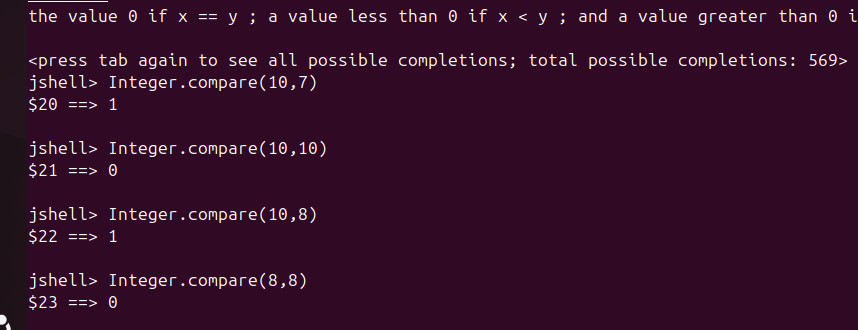 the value 0 if x == y ; a value less than 0 if x < y ; and a value greater than 0 i
<press tab again to see all possible completions; total possible completions: 569>
jshell> Integer.compare(10,7)
$20 ==> 1
jshell> Integer.compare(10,10)
$21 ==> 0
jshell> Integer.compare(10,8)
$22 ==> 1
jshell> Integer.compare(8,8)
$23 ==> 0